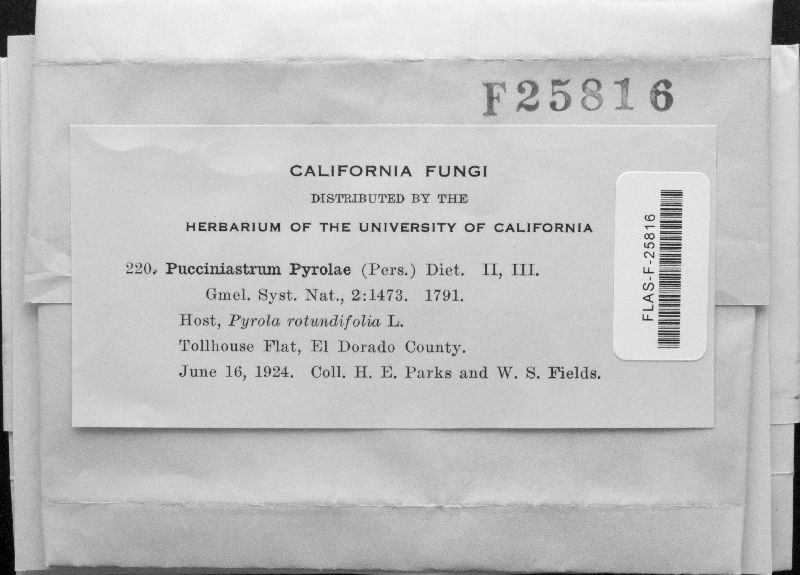 F25816
CALIFORNIA FUNGI
DISTRIBUTED BY THE
HERBARIUM OF THE UNIVERSITY OF CALIFORNIA
220. Pucciniastrum Pyrolae (Pers.) Diet. II, III.
Gmel. Syst. Nat., 2:1473. 1791.
Host, Pyrola rotundifolia L.
Tollhouse Flat, El Dorado County.
June 16, 1924. Coll. H. E. Parks and W. S. Fields.
FLAS-F-25816